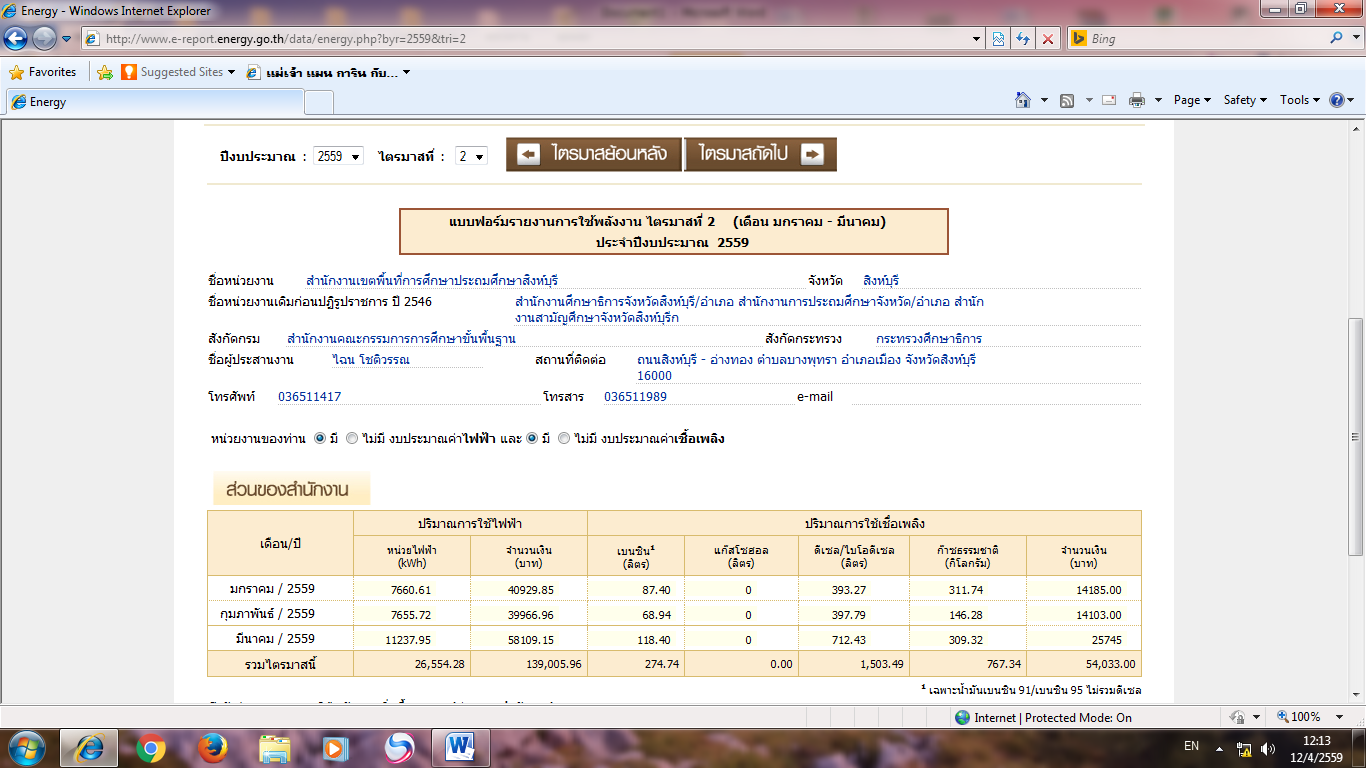 Energy - Windows Internet Explorer
http://www.e-report.energy.go.th/data/energy.php?byr=2559&tri=2
Bing
Favorites Suggested Sites แม่เจ้า แผน การิน กับ...
Energy Page Safety Tools
ปีงบประมาณ : 2559 ไตรมาสที่ : 2 ไตรมาสย้อนหลัง ไตรมาสถัดไป
แบบฟอร์มรายงานการใช้พลังงาน ไตรมาสที่ 2 (เดือน มกราคม - มีนาคม)
ประจำปีงบประมาณ 2559
ชื่อหน่วยงาน สำนักงานเขตพื้นที่การศึกษาประถมศึกษาสิงห์บุรี จังหวัด สิงห์บุรี
ชื่อหน่วยงานเดิมก่อนปฏิรูปราชการ ปี 2546 สำนักงานศึกษาธิการจังหวัดสิงห์บุรี/อำเภอ สำนักงานการประถมศึกษาจังหวัด/อำเภอ สำนัก
งานสามัญศึกษาจังหวัดสิงห์บุรีก
สังกัดกรม สำนักงานคณะกรรมการการศึกษาขั้นพื้นฐาน สังกัดกระทรวง กระทรวงศึกษาธิการ
ชื่อผู้ประสานงาน ไฉน โชติวรรณ สถานที่ติดต่อ ถนนสิงห์บุรี - อ่างทอง ตำบลบางพุทรา อำเภอเมือง จังหวัดสิงห์บุรี
16000
โทรศัพท์ 036511417 โทรสาร 036511989 e-mail
หน่วยงานของท่าน มี ไม่มี งบประมาณค่าไฟฟ้า และ มี ไม่มี งบประมาณค่าเชื้อเพลิง
ส่วนของสำนักงาน
เดือน/ปี ปริมาณการใช้ไฟฟ้า ปริมาณการใช้เชื้อเพลิง
หน่วยไฟฟ้า จำนวนเงิน เบนซิน¹ แก๊สโซฮอล ดีเซล/ไบโอดีเซล ก๊าซธรรมชาติ จำนวนเงิน
(kWh) (บาท) (ลิตร) (ลิตร) (ลิตร) (กิโลกรัม) (บาท)
มกราคม / 2559 7660.61 40929.85 87.40 0 393.27 311.74 14185.00
กุมภาพันธ์ / 2559 7655.72 39966.96 68.94 0 397.79 146.28 14103.00
มีนาคม / 2559 11237.95 58109.15 118.40 0 712.43 309.32 25745
รวมไตรมาสนี้ 26,554.28 139,005.96 274.74 0.00 1,503.49 767.34 54,033.00
¹ เฉพาะน้ำมันเบนซิน 91/เบนซิน 95 ไม่รวมดีเซล
Internet | Protected Mode: On 100%
EN 12:13
12/4/2559